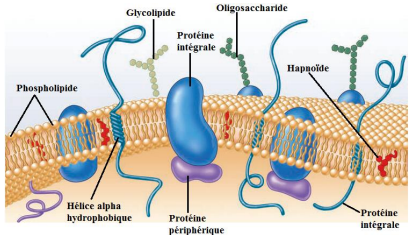 Glycolipide
Oligosaccharide
Protéine
intégrale
Hapnoïde
Phospholipide
Hélice alpha
hydrophobique
Protéine
périphérique
Protéine
intégrale